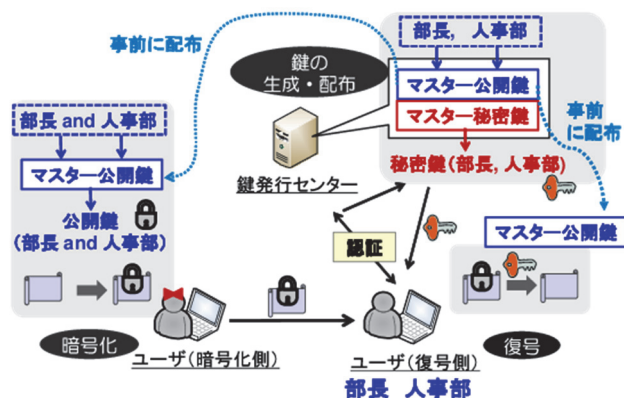 事前に配布
部長, 人事部
鍵の
生成・配布
マスター公開鍵
マスター秘密鍵
事前
に配布
部長 and 人事部
マスター公開鍵
秘密鍵(部長, 人事部)
鍵発行センター
公開鍵
(部長 and 人事部)
認証
マスター公開鍵
暗号化
ユーザ(暗号化側)
ユーザ(復号側)
復号
部長 人事部